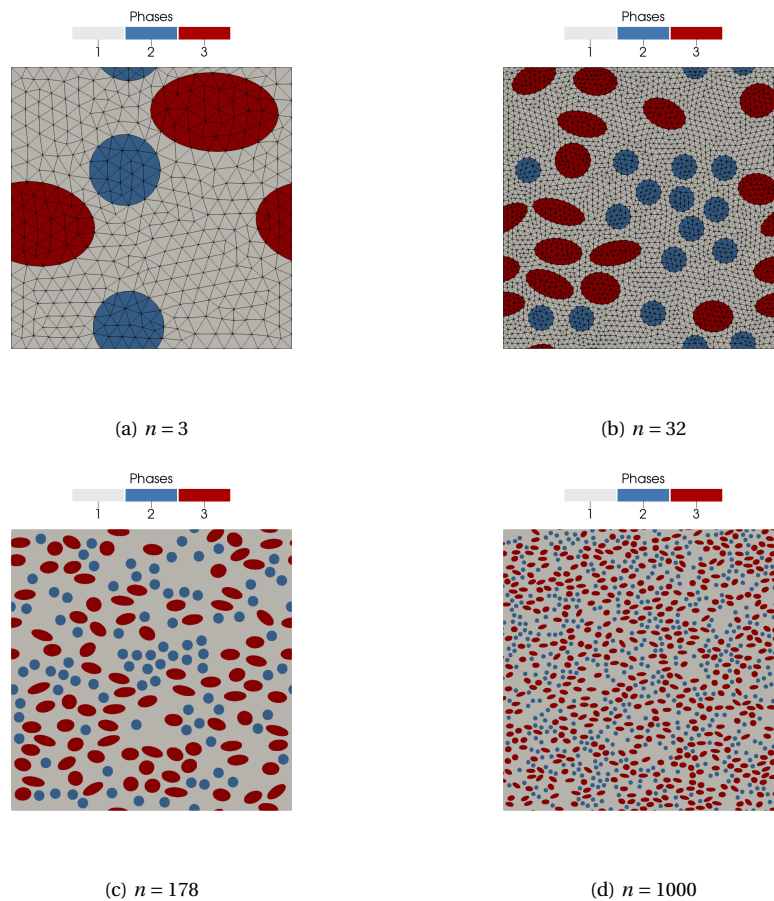 Phases
1 2 3
Phases
1 2 3
(a) n = 3
(b) n = 32
Phases
1 2 3
Phases
1 2 3
(c) n = 178
(d) n = 1000